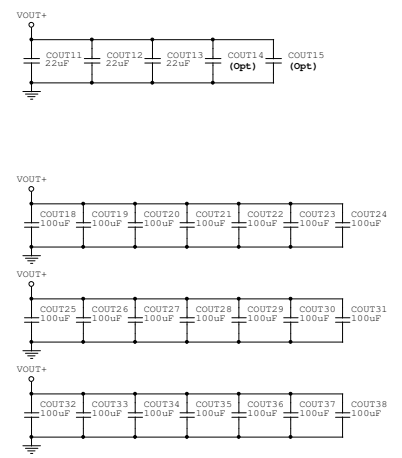 VOUT+
COUT11 COUT12 COUT13 COUT14 COUT15
22uF 22uF 22uF (Opt) (Opt)
VOUT+
COUT18 COUT19 COUT20 COUT21 COUT22 COUT23 COUT24
100uF 100uF 100uF 100uF 100uF 100uF 100uF
VOUT+
COUT25 COUT26 COUT27 COUT28 COUT29 COUT30 COUT31
100uF 100uF 100uF 100uF 100uF 100uF 100uF
VOUT+
COUT32 COUT33 COUT34 COUT35 COUT36 COUT37 COUT38
100uF 100uF 100uF 100uF 100uF 100uF 100uF